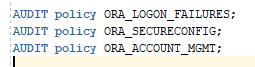 AUDIT policy ORA_LOGON_FAILURES;
AUDIT policy ORA_SECURECONFIG;
AUDIT policy ORA_ACCOUNT_MGMT;